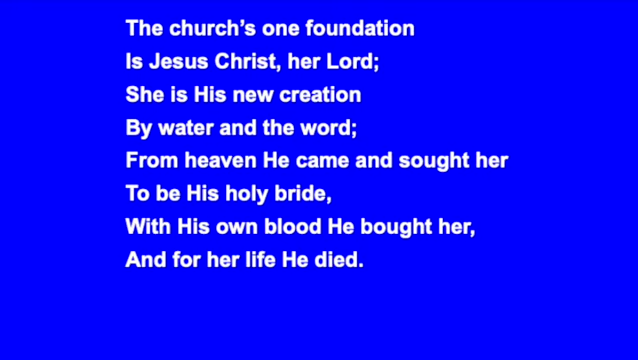 The church’s one foundation
Is Jesus Christ, her Lord;
She is His new creation
By water and the word;
From heaven He came and sought her
To be His holy bride,
With His own blood He bought her,
And for her life He died.